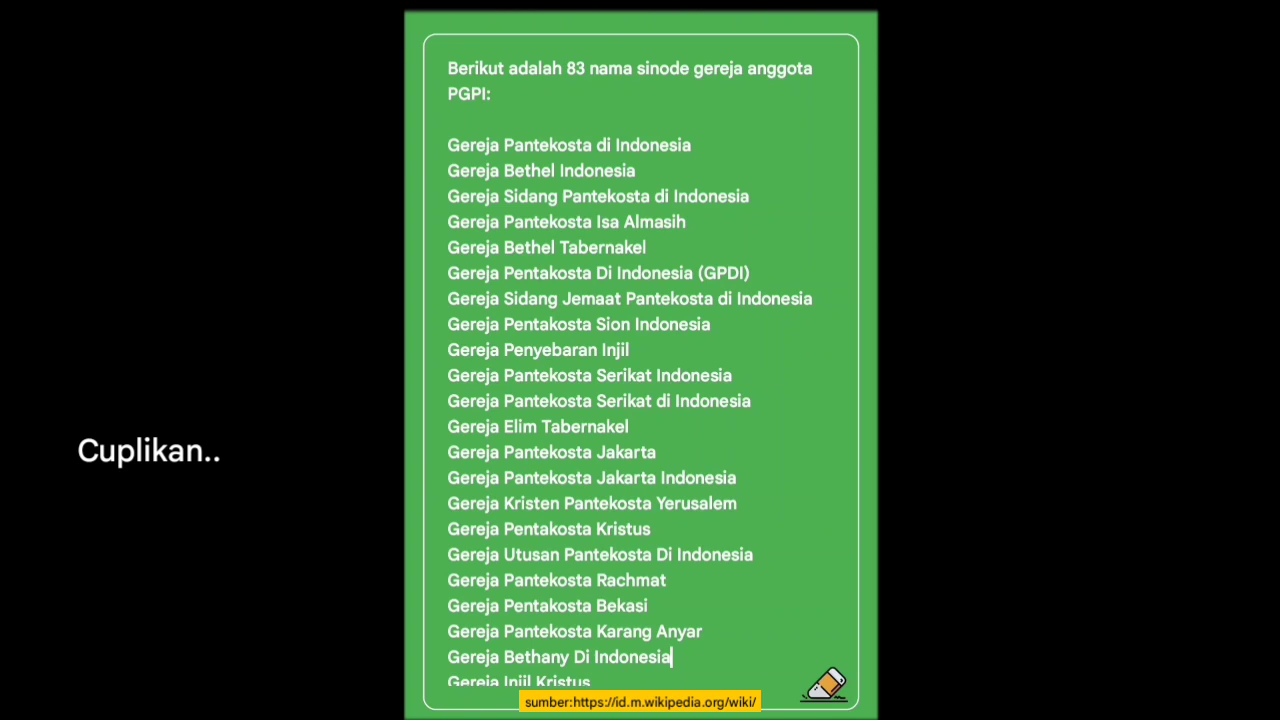 Berikut adalah 83 nama sinode gereja anggota
PGPI:
Gereja Pantekosta di Indonesia
Gereja Bethel Indonesia
Gereja Sidang Pantekosta di Indonesia
Gereja Pantekosta Isa Almasih
Gereja Bethel Tabernakel
Gereja Pentakosta Di Indonesia (GPDI)
Gereja Sidang Jemaat Pantekosta di Indonesia
Gereja Pentakosta Sion Indonesia
Gereja Penyebaran Injil
Gereja Pantekosta Serikat Indonesia
Gereja Pantekosta Serikat di Indonesia
Gereja Elim Tabernakel
Gereja Pantekosta Jakarta
Gereja Pantekosta Jakarta Indonesia
Gereja Kristen Pantekosta Yerusalem
Gereja Pentakosta Kristus
Gereja Utusan Pantekosta Di Indonesia
Gereja Pantekosta Rachmat
Gereja Pentakosta Bekasi
Gereja Pantekosta Karang Anyar
Gereja Bethany Di Indonesia
Gereja Injil Kristus
sumber:https://id.m.wikipedia.org/wiki/
Cuplikan..